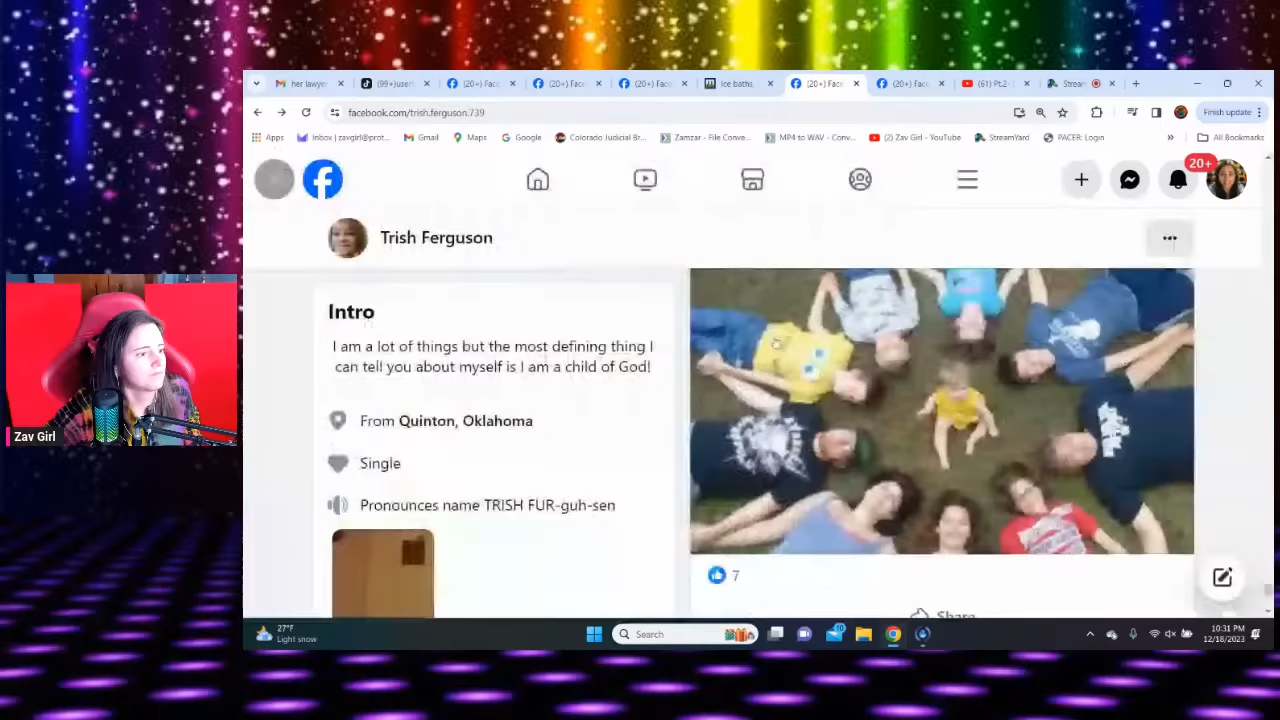 her lawye
(99+)user
(20+) Face
(20+) Face
(20+) Face
Ice baths,
(20+) Face
(20+) Face
(61) Pt.2-
Stream
facebook.com/trish.ferguson.739
Finish update
Apps
Inbox | zavgirl@prot...
Gmail
Maps
Google
Colorado Judicial Br...
Zamzar - File Conve...
MP4 to WAV - Conv...
(2) Zav Girl - YouTube
StreamYard
PACER: Login
»
All Bookmarks
20+
Trish Ferguson
Intro
I am a lot of things but the most defining thing I
can tell you about myself is I am a child of God!
From Quinton, Oklahoma
Single
Pronounces name TRISH FUR-guh-sen
7
Share
Zav Girl
27°F
Light snow
Search
10:31 PM
12/18/2023